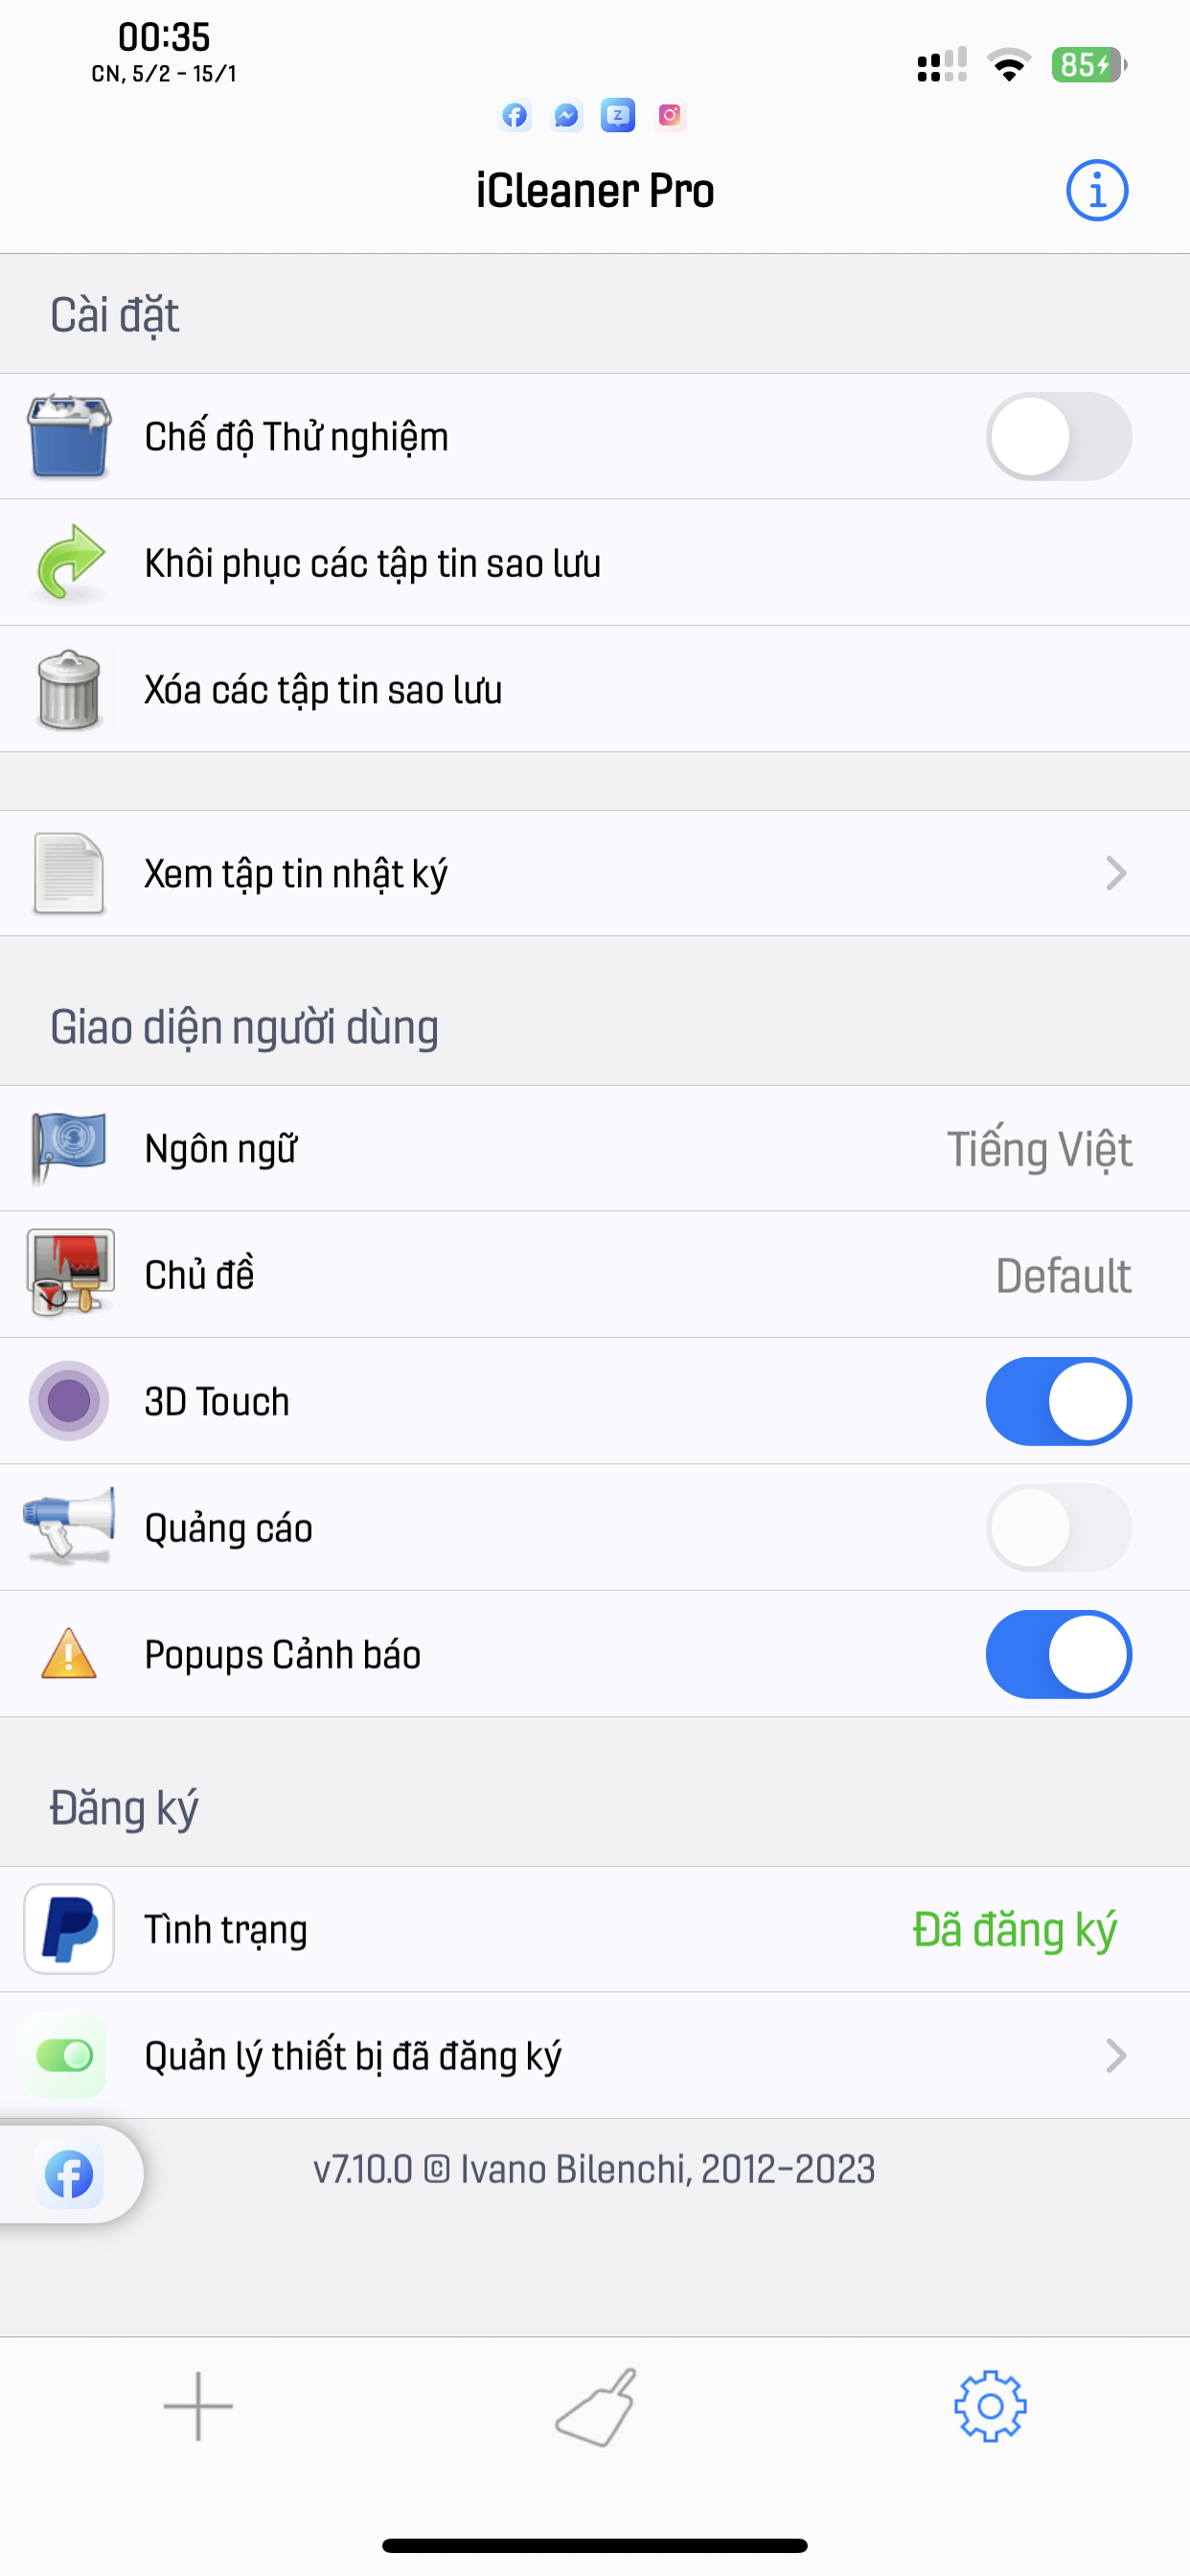 00:35
CN, 5/2 - 15/1
85
iCleaner Pro
Cài đặt
Chế độ Thử nghiệm
Khôi phục các tập tin sao lưu
Xóa các tập tin sao lưu
Xem tập tin nhật ký
Giao diện người dùng
Ngôn ngữ Tiếng Việt
Chủ đề Default
3D Touch
Quảng cáo
Popups Cảnh báo
Đăng ký
Tình trạng Đã đăng ký
Quản lý thiết bị đã đăng ký
v7.10.0 © Ivano Bilenchi, 2012-2023